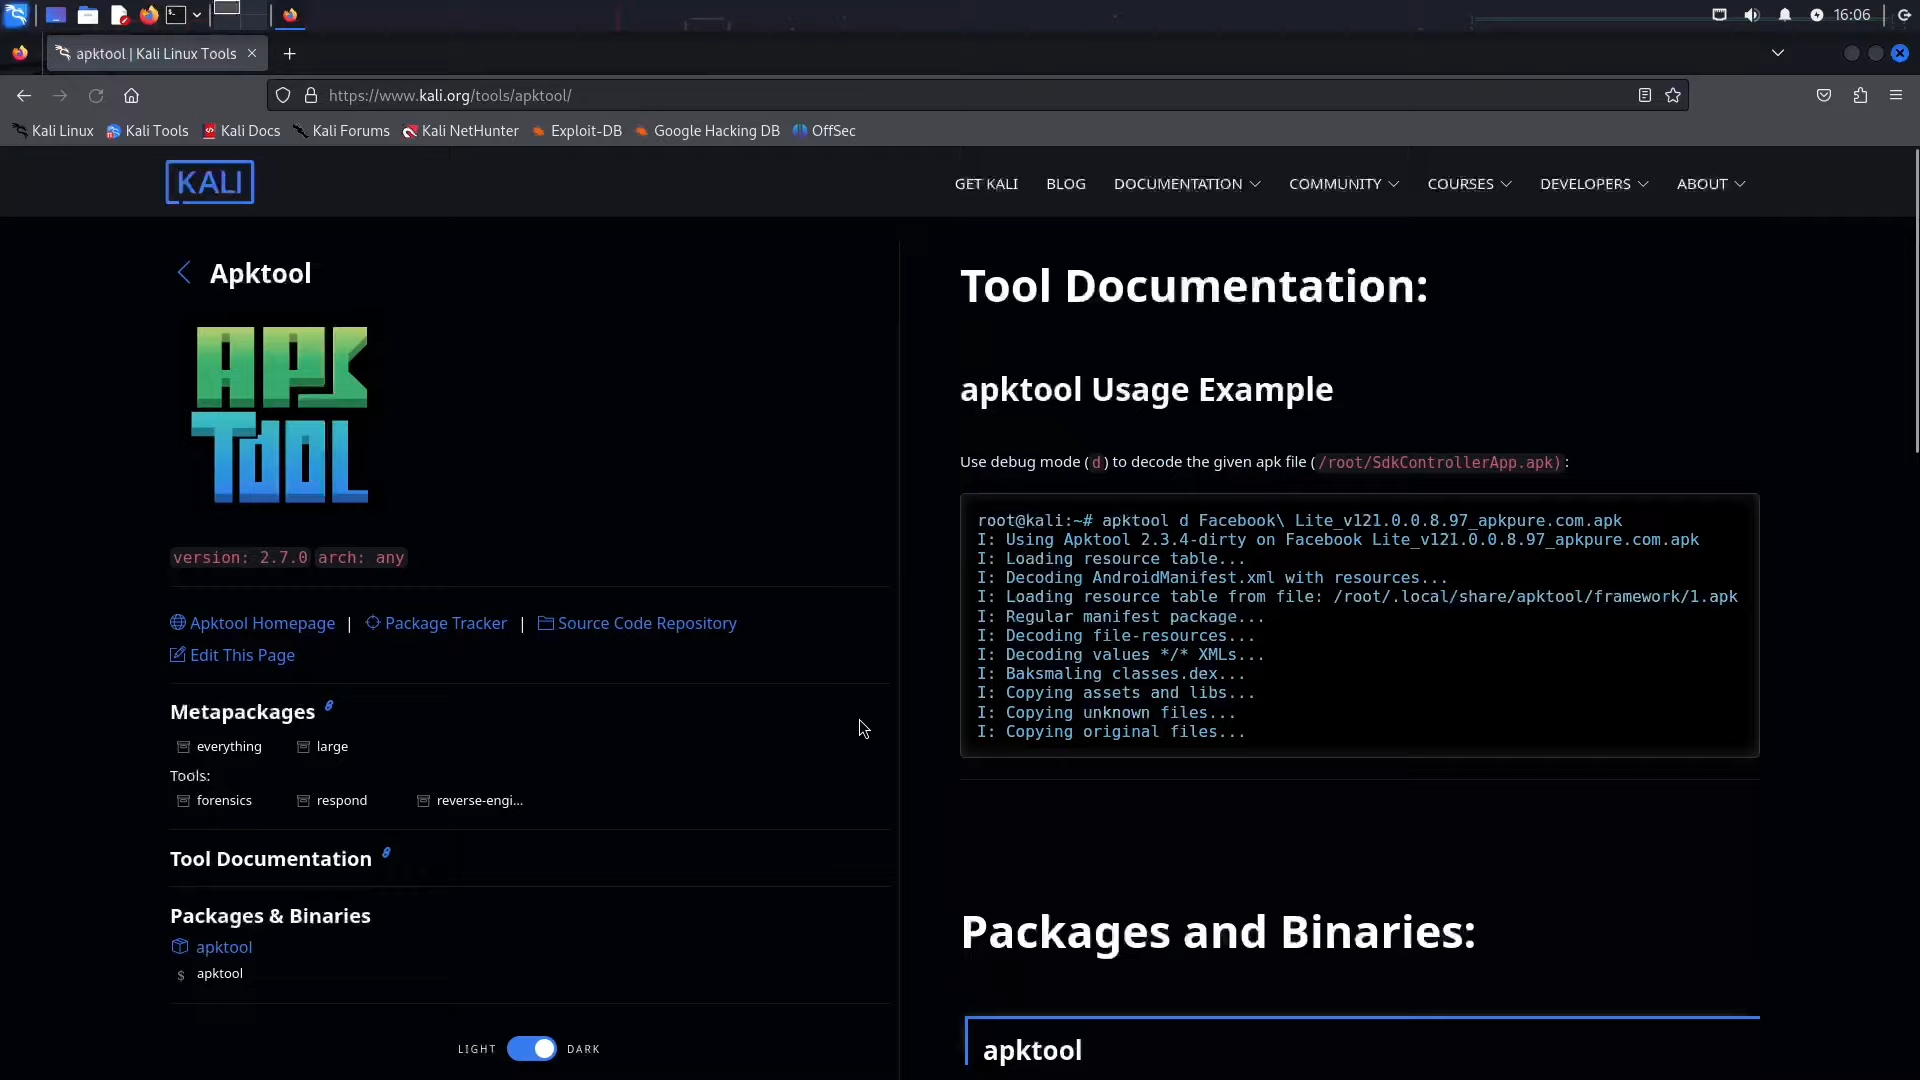 16:06
apktool | Kali Linux Tools
https://www.kali.org/tools/apktool/
Kali Linux
Kali Tools
Kali Docs
Kali Forums
Kali NetHunter
Exploit-DB
Google Hacking DB
OffSec
KALI
GET KALI
BLOG
DOCUMENTATION
COMMUNITY
COURSES
DEVELOPERS
ABOUT
Apktool
APK
TOOL
version: 2.7.0 arch: any
Apktool Homepage | Package Tracker | Source Code Repository
Edit This Page
Metapackages
everything
large
Tools:
forensics
respond
reverse-engi...
Tool Documentation
Packages & Binaries
apktool
$ apktool
LIGHT DARK
Tool Documentation:
apktool Usage Example
Use debug mode (d) to decode the given apk file (/root/SdkControllerApp.apk):
root@kali:~# apktool d Facebook\ Lite_v121.0.0.8.97_apkpure.com.apk
I: Using Apktool 2.3.4-dirty on Facebook Lite_v121.0.0.8.97_apkpure.com.apk
I: Loading resource table...
I: Decoding AndroidManifest.xml with resources...
I: Loading resource table from file: /root/.local/share/apktool/framework/1.apk
I: Regular manifest package...
I: Decoding file-resources...
I: Decoding values */* XMLs...
I: Baksmaling classes.dex...
I: Copying assets and libs...
I: Copying unknown files...
I: Copying original files...
Packages and Binaries:
apktool